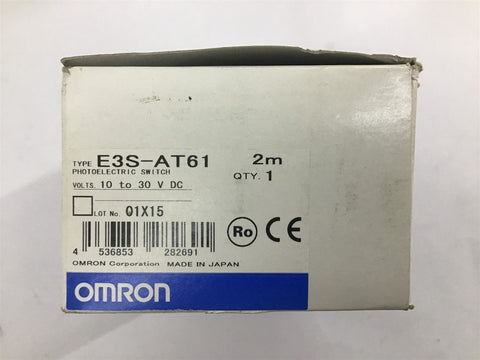 TYPE E3S-AT61 2m
PHOTOELECTRIC SWITCH QTY. 1
VOLTS. 10 to 30 V DC
LOT No. 01X15
Ro CE
4 536853 282691
OMRON Corporation MADE IN JAPAN
OMRON